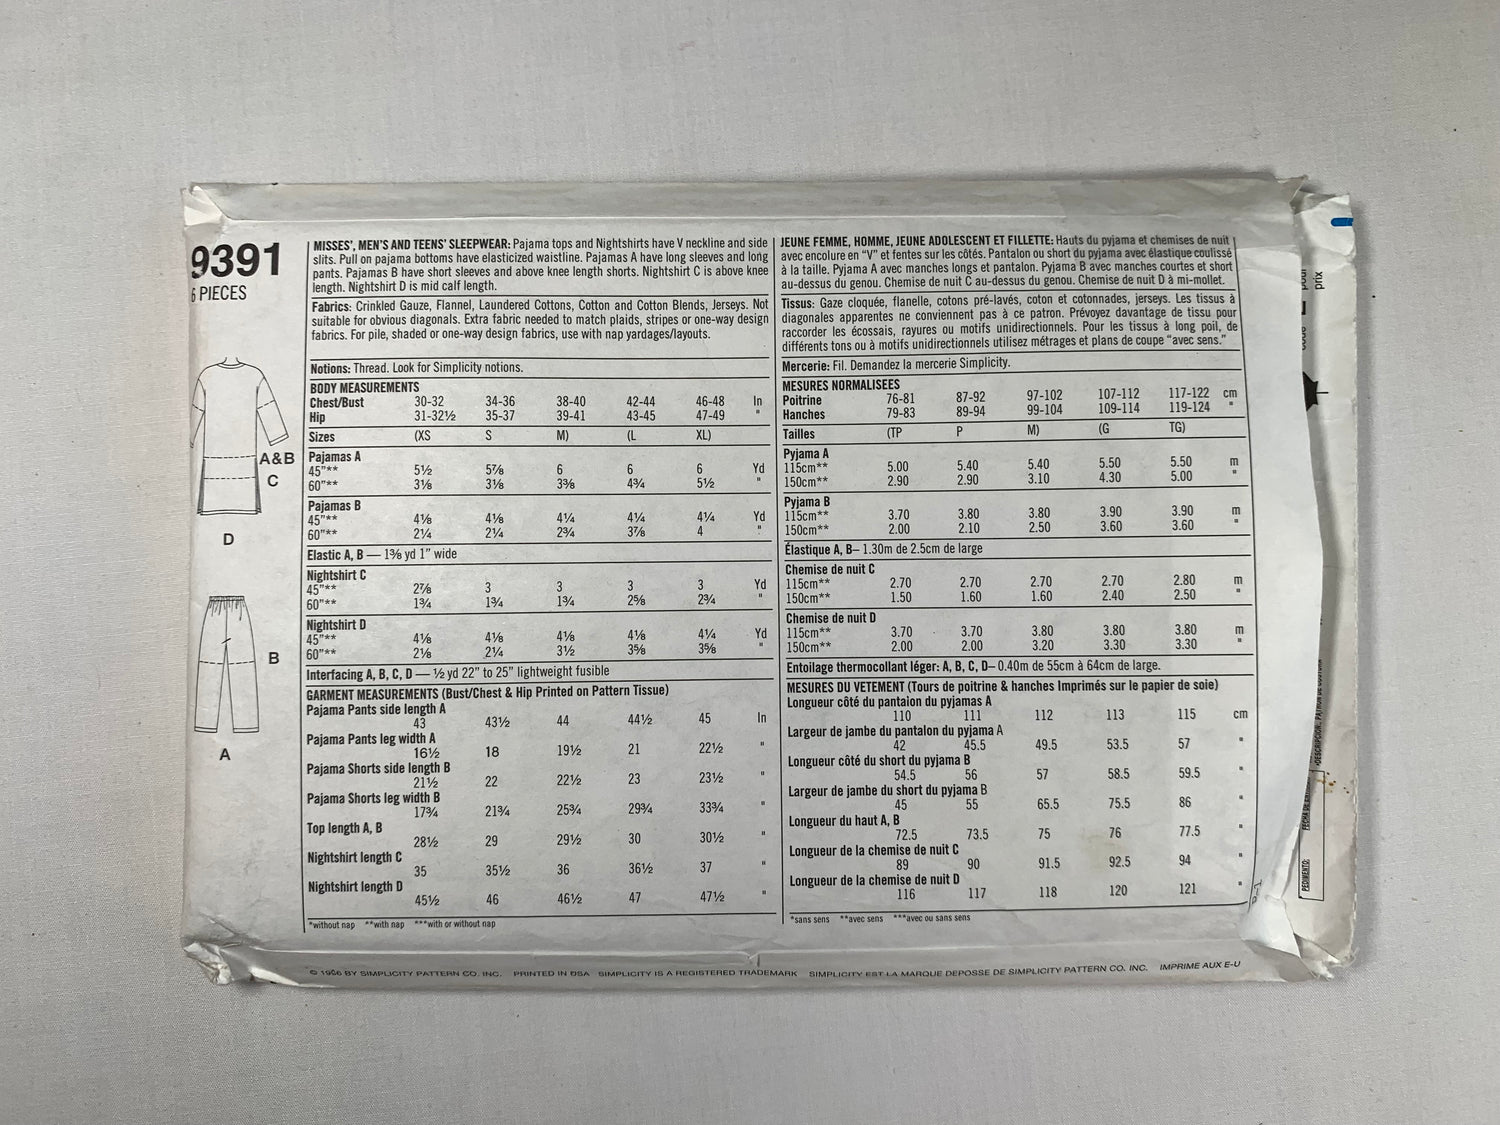 9391
6 PIECES
A&B
C
D
B
A
MISSES', MEN'S AND TEENS' SLEEPWEAR: Pajama tops and Nightshirts have V neckline and side
slits. Pull on pajama bottoms have elasticized waistline. Pajamas A have long sleeves and long
pants. Pajamas B have short sleeves and above knee length shorts. Nightshirt C is above knee
length. Nightshirt D is mid calf length.
Fabrics: Crinkled Gauze, Flannel, Laundered Cottons, Cotton and Cotton Blends, Jerseys. Not
suitable for obvious diagonals. Extra fabric needed to match plaids, stripes or one-way design
fabrics. For pile, shaded or one-way design fabrics, use with nap yardages/layouts.
Notions: Thread. Look for Simplicity notions.
BODY MEASUREMENTS
Chest/Bust 30-32 34-36 38-40 42-44 46-48 In
Hip 31-32½ 35-37 39-41 43-45 47-49 "
Sizes (XS S M) (L XL)
Pajamas A
45"** 5½ 5⅞ 6 6 6 Yd
60"** 3⅛ 3⅛ 3⅜ 4¾ 5½ "
Pajamas B
45"** 4⅛ 4⅛ 4¼ 4¼ 4¼ Yd
60"** 2¼ 2¼ 2¾ 3⅞ 4 "
Elastic A, B — 1⅜ yd 1" wide
Nightshirt C
45"** 2⅞ 3 3 3 3 Yd
60"** 1¾ 1¾ 1¾ 2⅝ 2¾ "
Nightshirt D
45"** 4⅛ 4⅛ 4⅛ 4⅛ 4¼ Yd
60"** 2⅛ 2¼ 3½ 3⅝ 3⅝ "
Interfacing A, B, C, D — ½ yd 22" to 25" lightweight fusible
GARMENT MEASUREMENTS (Bust/Chest & Hip Printed on Pattern Tissue)
Pajama Pants side length A
43 43½ 44 44½ 45 In
Pajama Pants leg width A
16½ 18 19½ 21 22½ "
Pajama Shorts side length B
21½ 22 22½ 23 23½ "
Pajama Shorts leg width B
17¾ 21¾ 25¾ 29¾ 33¾ "
Top length A, B
28½ 29 29½ 30 30½ "
Nightshirt length C
35 35½ 36 36½ 37 "
Nightshirt length D
45½ 46 46½ 47 47½ "
*without nap **with nap ***with or without nap
JEUNE FEMME, HOMME, JEUNE ADOLESCENT ET FILLETTE: Hauts du pyjama et chemises de nuit
avec encolure en "V" et fentes sur les côtés. Pantalon ou short du pyjama avec élastique coulissé
à la taille. Pyjama A avec manches longs et pantalon. Pyjama B avec manches courtes et short
au-dessus du genou. Chemise de nuit C au-dessus du genou. Chemise de nuit D à mi-mollet.
Tissus: Gaze cloquée, flanelle, cotons pré-lavés, coton et cotonnades, jerseys. Les tissus à
diagonales apparentes ne conviennent pas à ce patron. Prévoyez davantage de tissu pour
raccorder les écossais, rayures ou motifs unidirectionnels. Pour les tissus à long poil, de
différents tons ou à motifs unidirectionnels utilisez métrages et plans de coupe "avec sens."
Mercerie: Fil. Demandez la mercerie Simplicity.
MESURES NORMALISEES
Poitrine 76-81 87-92 97-102 107-112 117-122 cm
Hanches 79-83 89-94 99-104 109-114 119-124 "
Tailles (TP P M) (G TG)
Pyjama A
115cm** 5.00 5.40 5.40 5.50 5.50 m
150cm** 2.90 2.90 3.10 4.30 5.00 "
Pyjama B
115cm** 3.70 3.80 3.80 3.90 3.90 m
150cm** 2.00 2.10 2.50 3.60 3.60 "
Élastique A, B– 1.30m de 2.5cm de large
Chemise de nuit C
115cm** 2.70 2.70 2.70 2.70 2.80 m
150cm** 1.50 1.60 1.60 2.40 2.50 "
Chemise de nuit D
115cm** 3.70 3.70 3.80 3.80 3.80 m
150cm** 2.00 2.00 3.20 3.30 3.30 "
Entoilage thermocollant léger: A, B, C, D– 0.40m de 55cm à 64cm de large.
MESURES DU VETEMENT (Tours de poitrine & hanches Imprimés sur le papier de soie)
Longueur côté du pantalon du pyjamas A
110 111 112 113 115 cm
Largeur de jambe du pantalon du pyjama A
42 45.5 49.5 53.5 57 "
Longueur côté du short du pyjama B
54.5 56 57 58.5 59.5 "
Largeur de jambe du short du pyjama B
45 55 65.5 75.5 86 "
Longueur du haut A, B
72.5 73.5 75 76 77.5 "
Longueur de la chemise de nuit C
89 90 91.5 92.5 94 "
Longueur de la chemise de nuit D
116 117 118 120 121 "
*sans sens **avec sens ***avec ou sans sens
© 1996 BY SIMPLICITY PATTERN CO. INC. PRINTED IN USA SIMPLICITY IS A REGISTERED TRADEMARK SIMPLICITY EST LA MARQUE DEPOSSE DE SIMPLICITY PATTERN CO. INC. IMPRIME AUX E-U
pour
prix
PEDIMENTO: